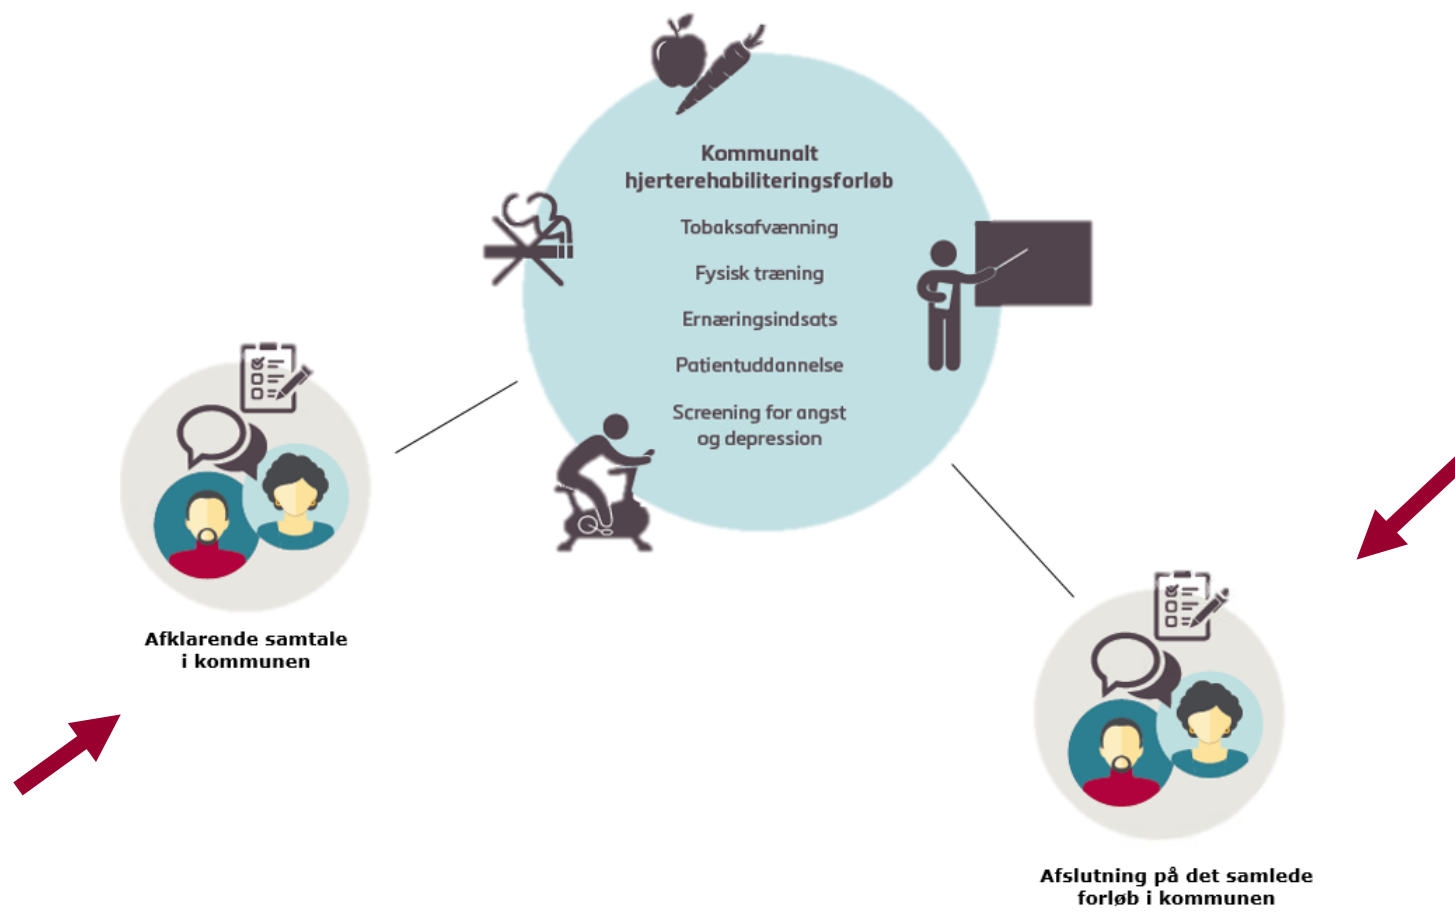 Kommunalt
hjerterehabiliteringsforløb
Tobaksafvænning
Fysisk træning
Ernæringsindsats
Patientuddannelse
Screening for angst
og depression
Afklarende samtale
i kommunen
Afslutning på det samlede
forløb i kommunen